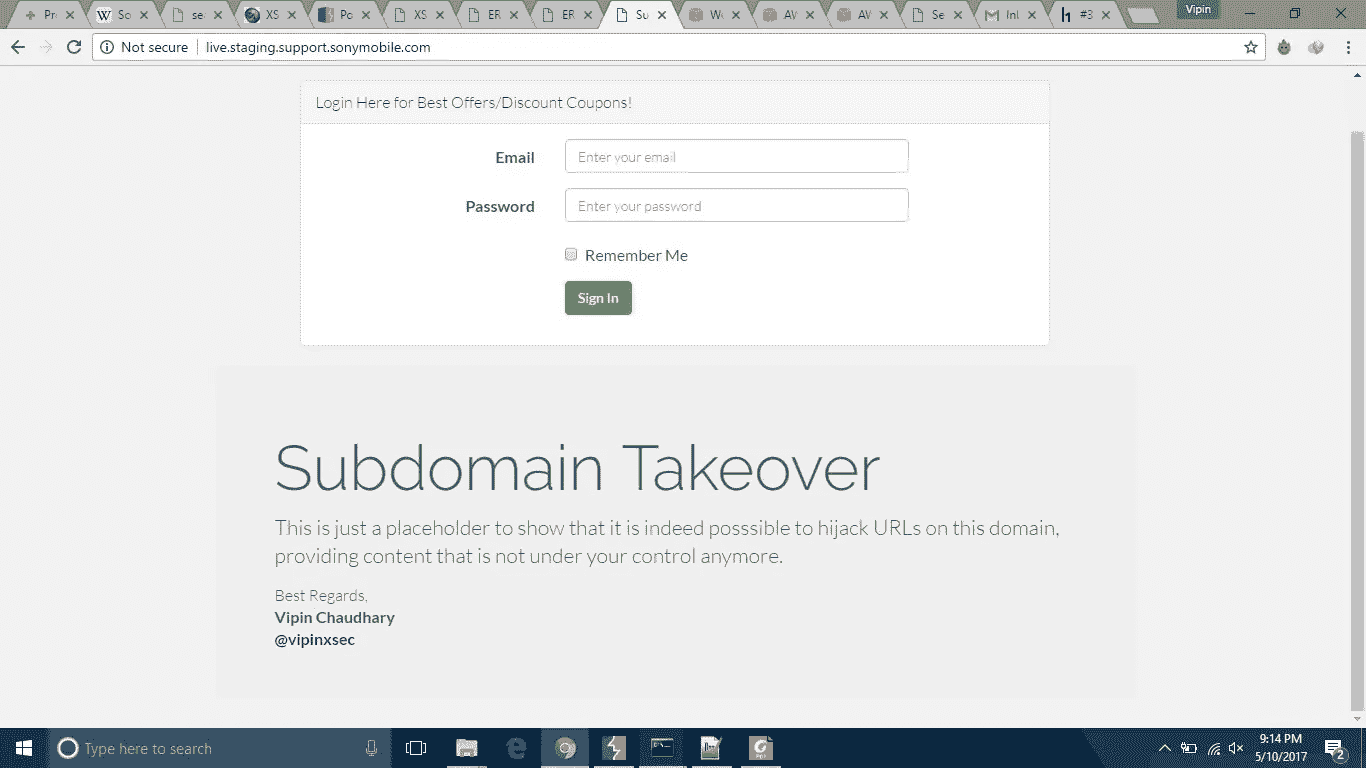 Pr
W So
se
XS
Po
XS
ER
ER
Su
W
AV
AV
Se
Inl
#3
Vipin
Not secure
live.staging.support.sonymobile.com
Login Here for Best Offers/Discount Coupons!
Email
Enter your email
Password
Enter your password
Remember Me
Sign In
Subdomain Takeover
This is just a placeholder to show that it is indeed posssible to hijack URLs on this domain,
providing content that is not under your control anymore.
Best Regards,
Vipin Chaudhary
@vipinxsec
Type here to search
9:14 PM
5/10/2017
2